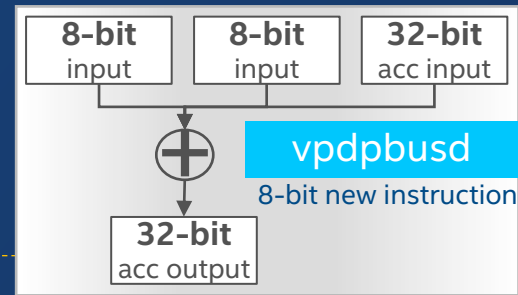 8-bit
input
8-bit
input
32-bit
acc input
vpdpbusd
8-bit new instruction
32-bit
acc output